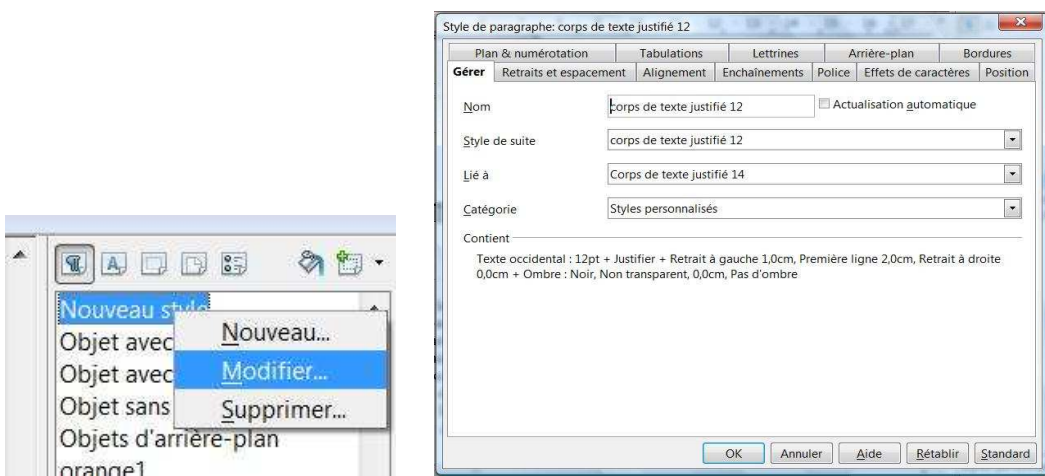 Nouveau style
Objet avec
Objet avec
Objet sans
Objets d'arrière-plan
orange1
Nouveau...
Modifier...
Supprimer...
Style de paragraphe: corps de texte justifié 12
Plan & numérotation Tabulations Lettrines Arrière-plan Bordures
Gérer Retraits et espacement Alignement Enchaînements Police Effets de caractères Position
Nom corps de texte justifié 12 Actualisation automatique
Style de suite corps de texte justifié 12
Lié à Corps de texte justifié 14
Catégorie Styles personnalisés
Contient
Texte occidental : 12pt + Justifier + Retrait à gauche 1,0cm, Première ligne 2,0cm, Retrait à droite
0,0cm + Ombre : Noir, Non transparent, 0,0cm, Pas d'ombre
OK Annuler Aide Rétablir Standard